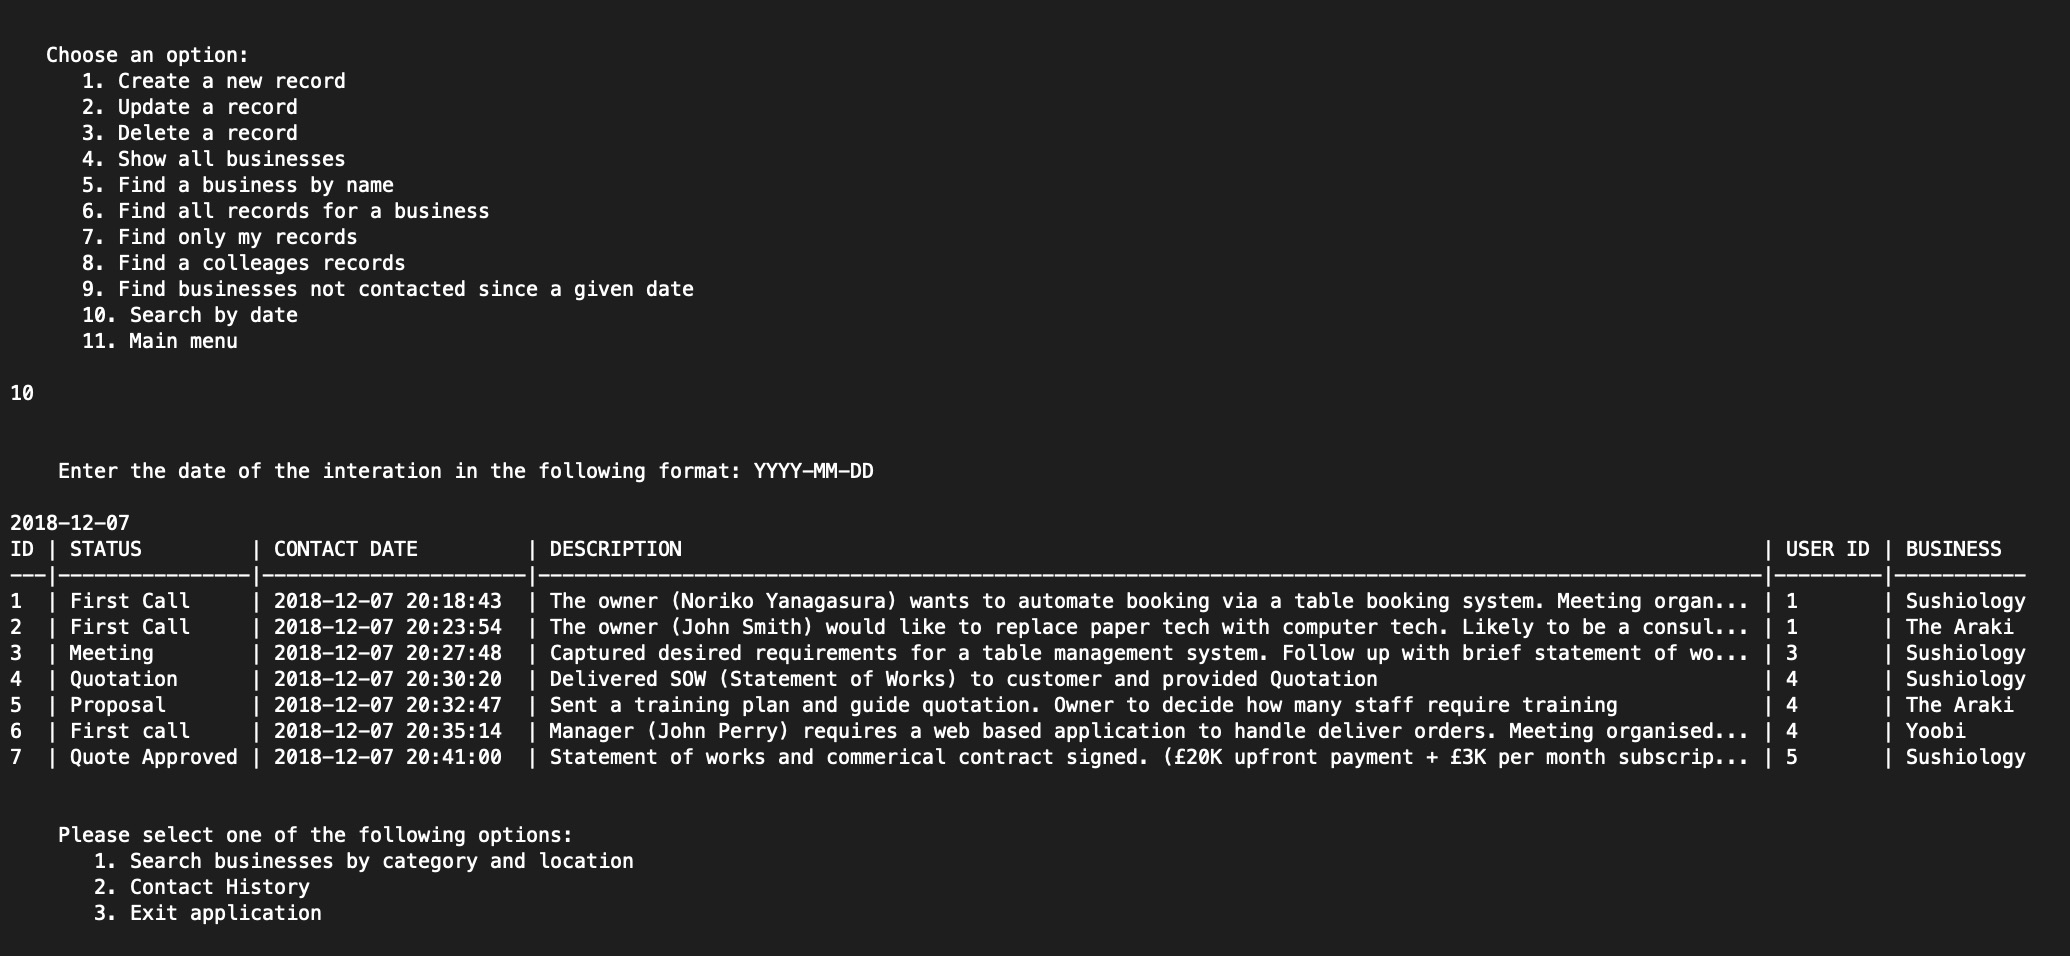 Choose an option:
1. Create a new record
2. Update a record
3. Delete a record
4. Show all businesses
5. Find a business by name
6. Find all records for a business
7. Find only my records
8. Find a colleages records
9. Find businesses not contacted since a given date
10. Search by date
11. Main menu
10
Enter the date of the interation in the following format: YYYY-MM-DD
2018-12-07
ID | STATUS | CONTACT DATE | DESCRIPTION | USER ID | BUSINESS
---|----------------|----------------------|------------------------------------------------------------------------------------------------------|---------|-----------
1 | First Call | 2018-12-07 20:18:43 | The owner (Noriko Yanagasura) wants to automate booking via a table booking system. Meeting organ... | 1 | Sushiology
2 | First Call | 2018-12-07 20:23:54 | The owner (John Smith) would like to replace paper tech with computer tech. Likely to be a consul... | 1 | The Araki
3 | Meeting | 2018-12-07 20:27:48 | Captured desired requirements for a table management system. Follow up with brief statement of wo... | 3 | Sushiology
4 | Quotation | 2018-12-07 20:30:20 | Delivered SOW (Statement of Works) to customer and provided Quotation | 4 | Sushiology
5 | Proposal | 2018-12-07 20:32:47 | Sent a training plan and guide quotation. Owner to decide how many staff require training | 4 | The Araki
6 | First call | 2018-12-07 20:35:14 | Manager (John Perry) requires a web based application to handle deliver orders. Meeting organised... | 4 | Yoobi
7 | Quote Approved | 2018-12-07 20:41:00 | Statement of works and commerical contract signed. (£20K upfront payment + £3K per month subscrip... | 5 | Sushiology
Please select one of the following options:
1. Search businesses by category and location
2. Contact History
3. Exit application